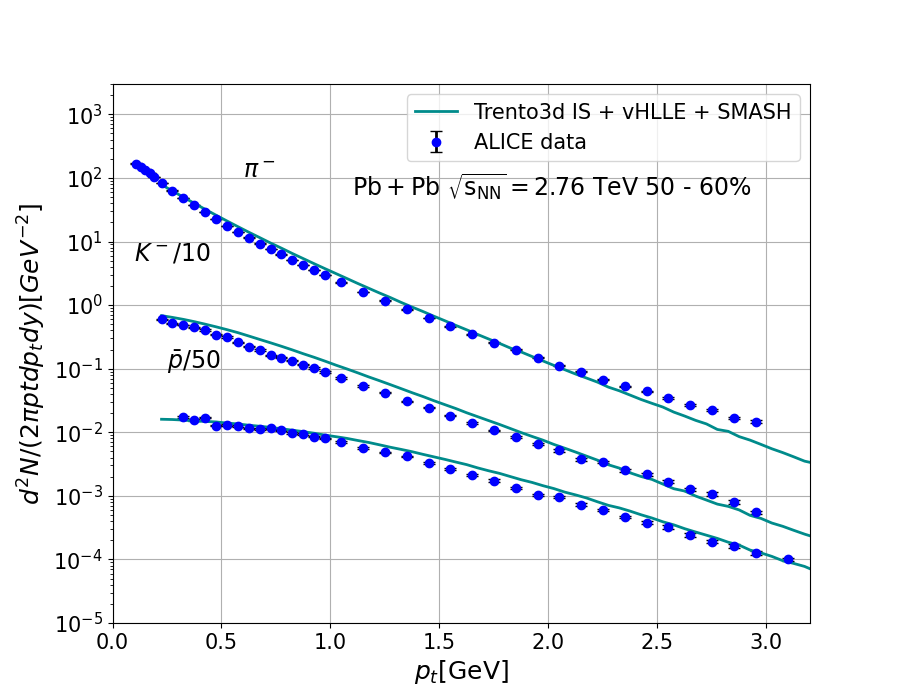 Trento3d IS + vHLLE + SMASH
ALICE data
π⁻
Pb + Pb √s_NN = 2.76 TeV 50 - 60%
K⁻/10
p̄/50
d²N/(2πptdp_tdy)[GeV⁻²]
10³
10²
10¹
10⁰
10⁻¹
10⁻²
10⁻³
10⁻⁴
10⁻⁵
0.0 0.5 1.0 1.5 2.0 2.5 3.0
p_t[GeV]